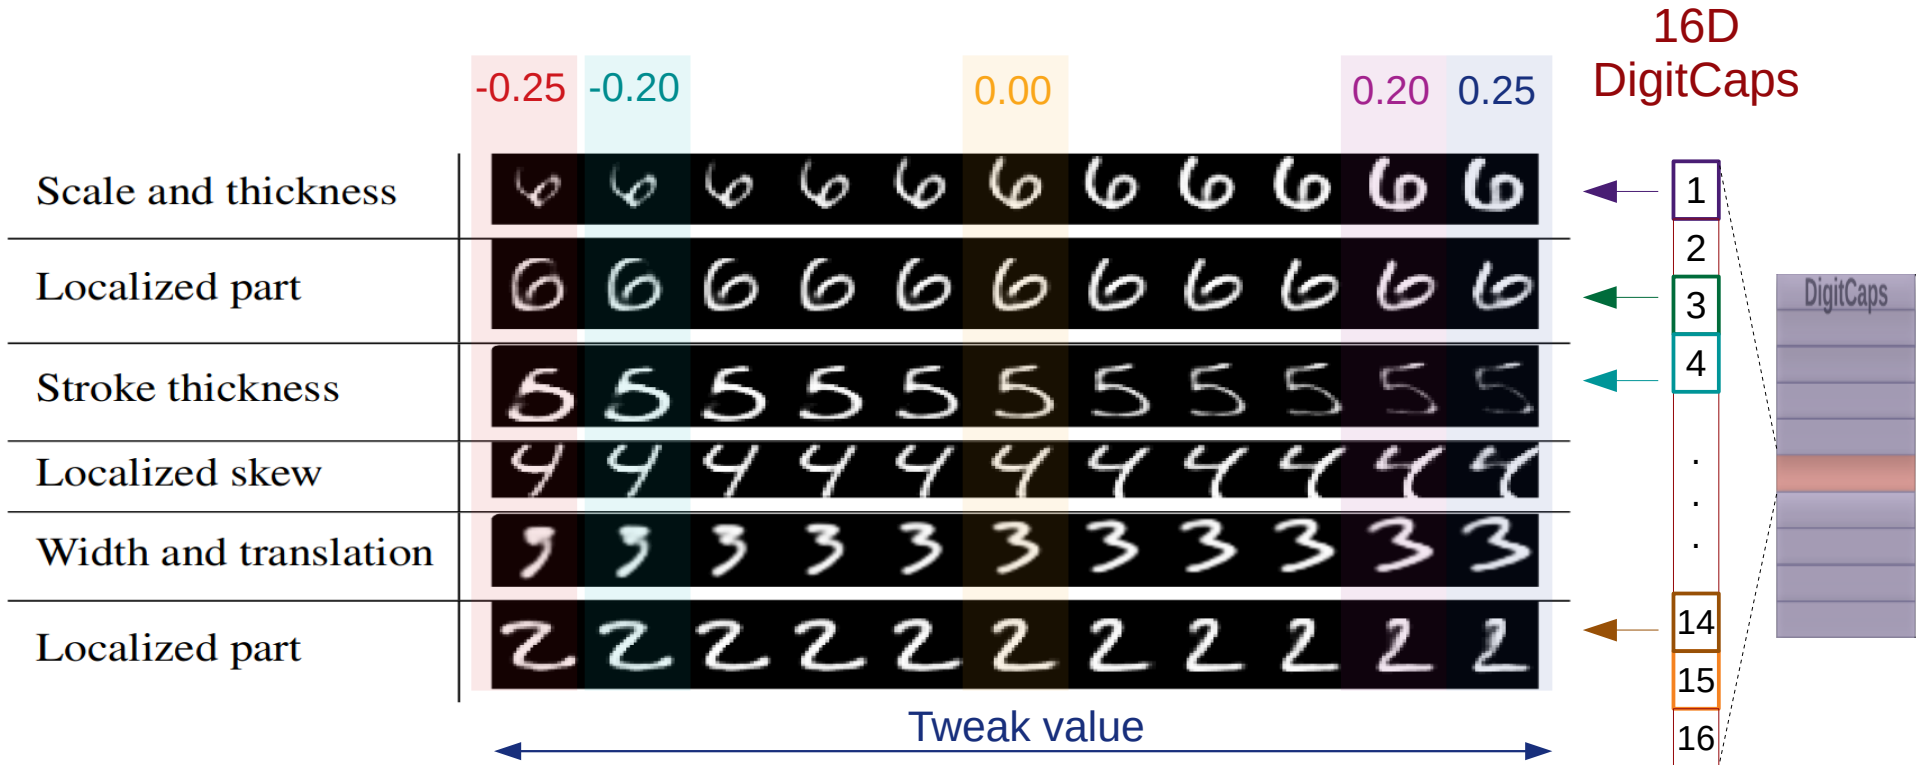 16D
DigitCaps
-0.25 -0.20 0.00 0.20 0.25
Scale and thickness
Localized part
Stroke thickness
Localized skew
Width and translation
Localized part
Tweak value
1
2
3
4
.
.
.
14
15
16
DigitCaps